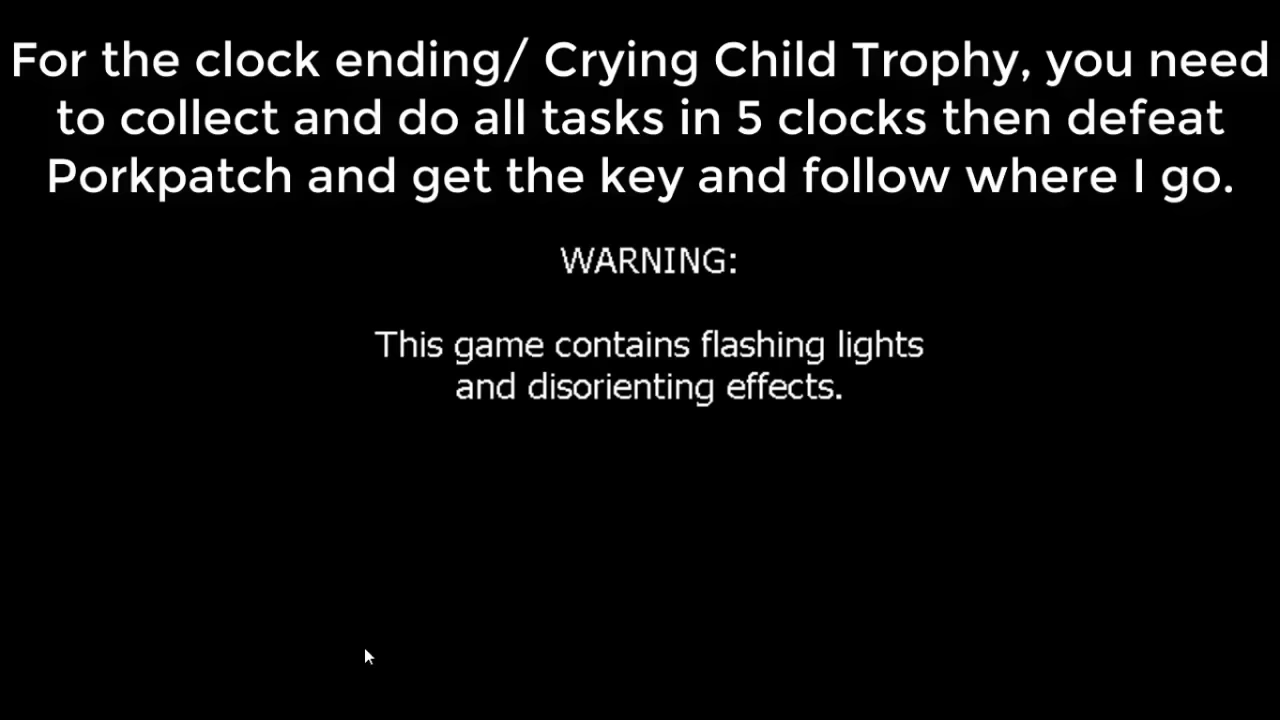 For the clock ending/ Crying Child Trophy, you need
to collect and do all tasks in 5 clocks then defeat
Porkpatch and get the key and follow where I go.
WARNING:
This game contains flashing lights
and disorienting effects.